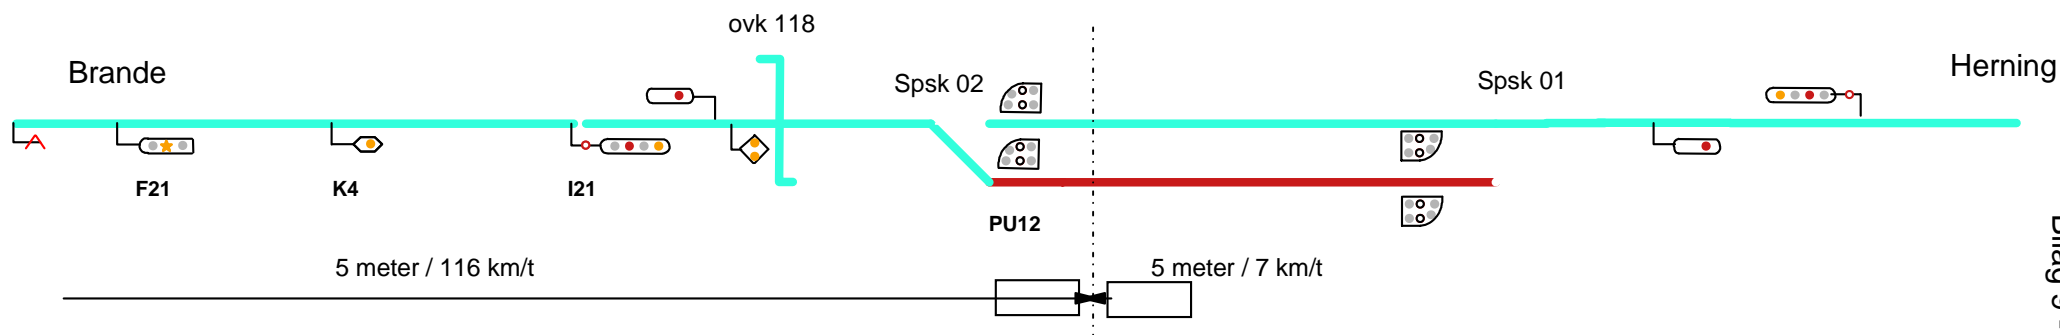 ovk 118
Brande
Spsk 02
Spsk 01
Herning
F21
K4
I21
PU12
5 meter / 116 km/t
5 meter / 7 km/t